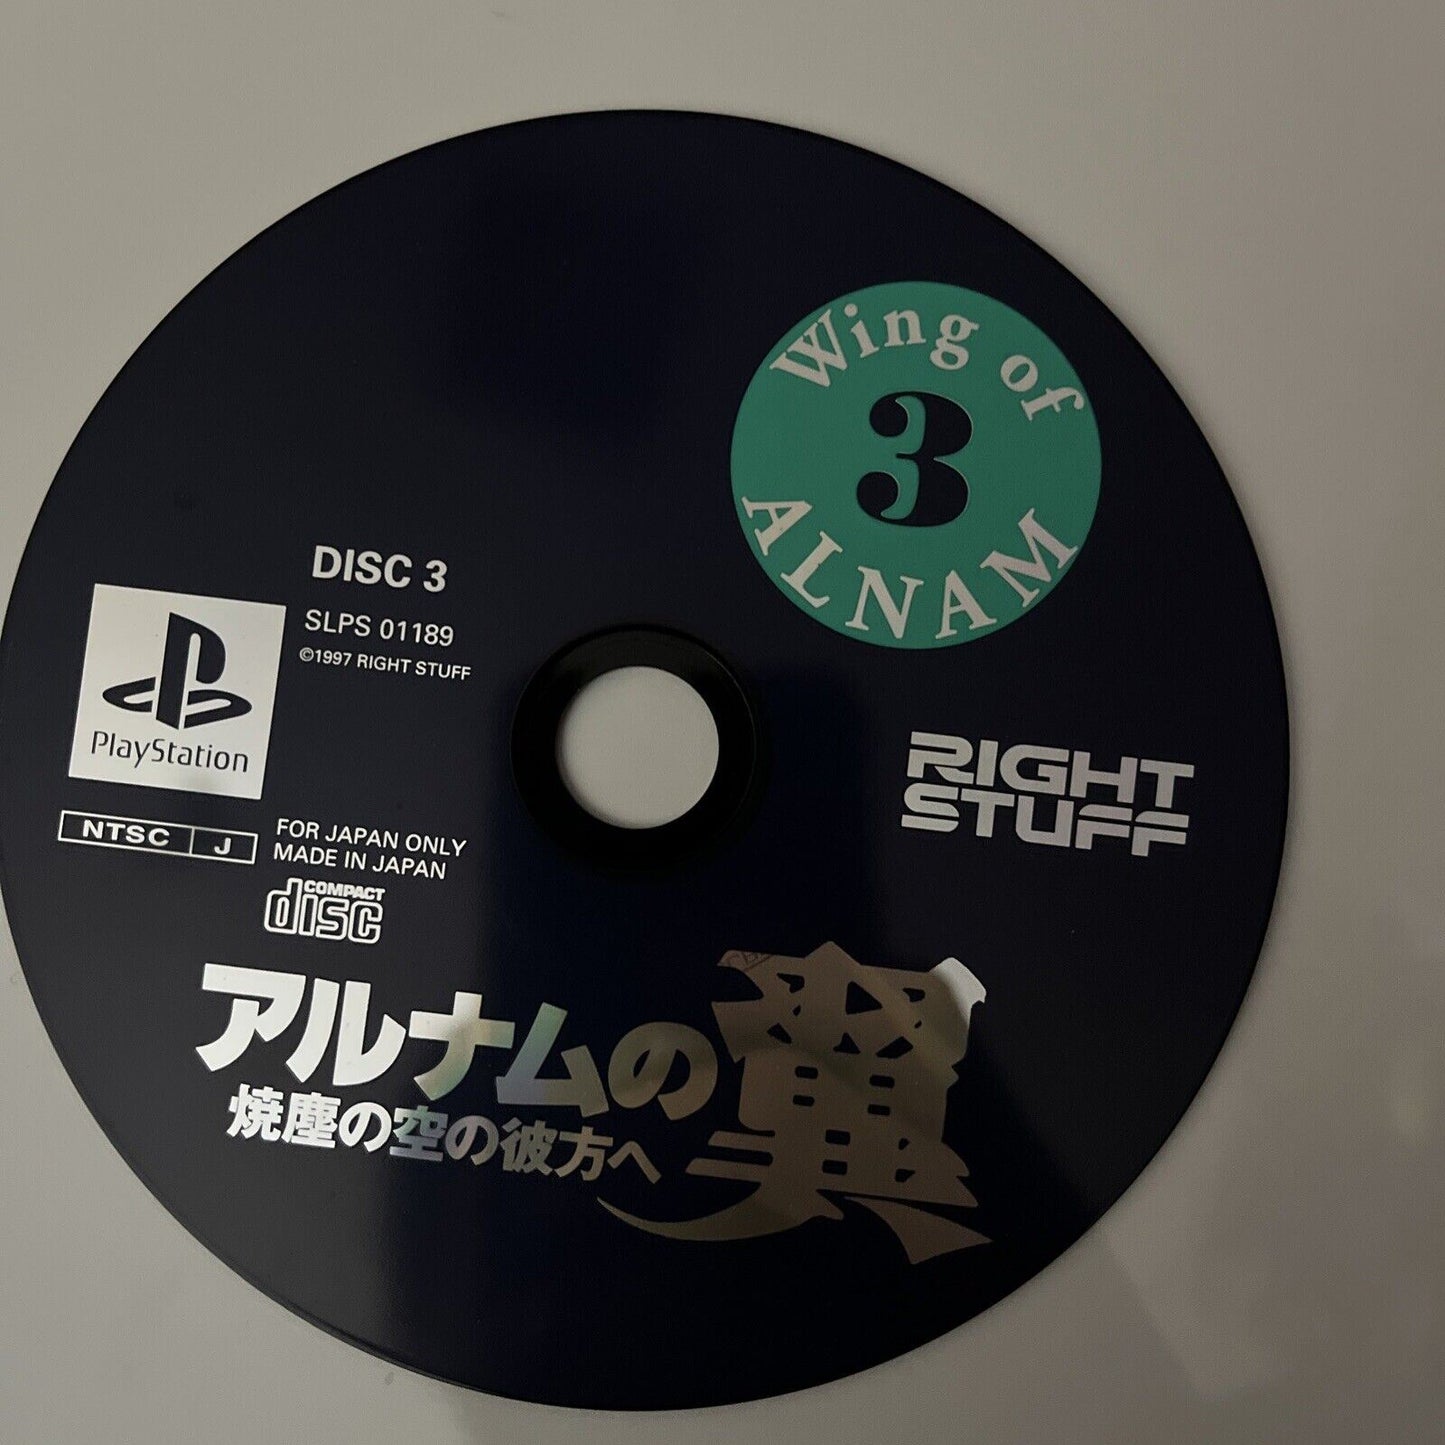 Wing of
3
ALNAM
DISC 3
SLPS 01189
©1997 RIGHT STUFF
PlayStation
RIGHT
STUFF
NTSC J
FOR JAPAN ONLY
MADE IN JAPAN
COMPACT
disc
アルナムの翼
焼塵の空の彼方へ